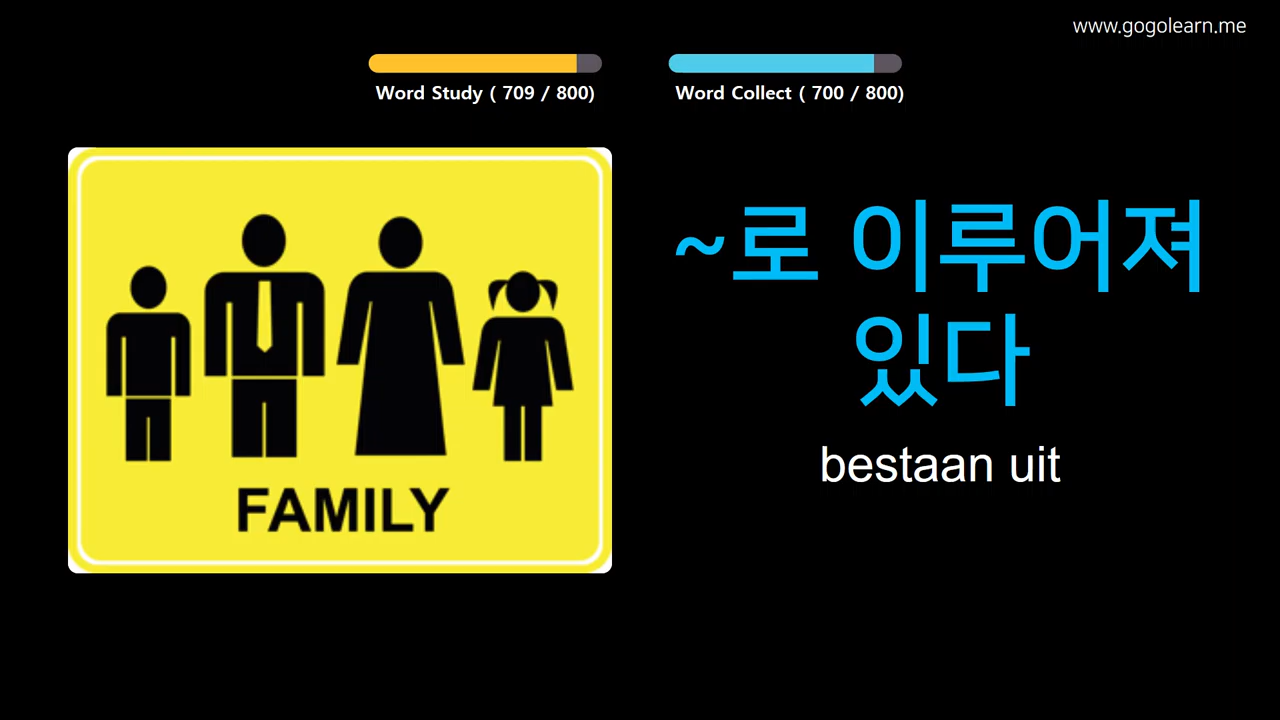 www.gogolearn.me
Word Study ( 709 / 800)
Word Collect ( 700 / 800)
~로 이루어져
있다
bestaan uit
FAMILY